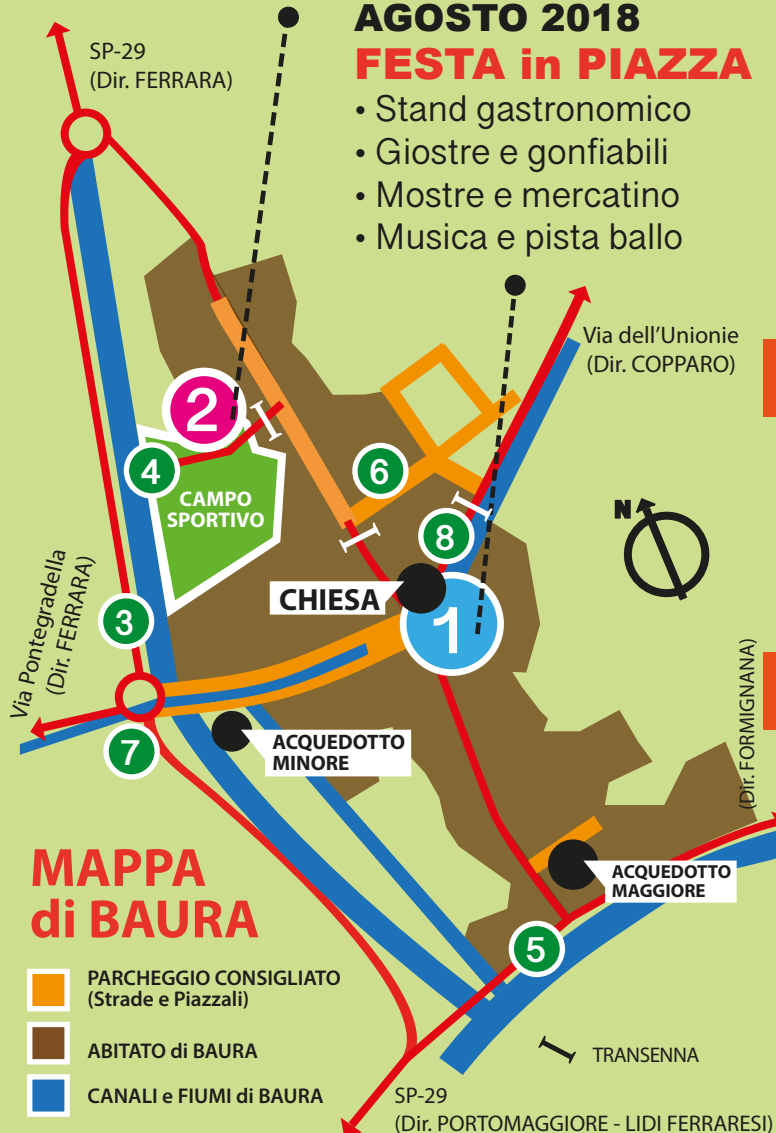 AGOSTO 2018
FESTA in PIAZZA
• Stand gastronomico
• Giostre e gonfiabili
• Mostre e mercatino
• Musica e pista ballo
SP-29
(Dir. FERRARA)
Via dell'Unionie
(Dir. COPPARO)
2
4
CAMPO
SPORTIVO
6
8
N
CHIESA
1
3
Via Pontegradella
(Dir. FERRARA)
7
ACQUEDOTTO
MINORE
(Dir. FORMIGNANA)
ACQUEDOTTO
MAGGIORE
5
MAPPA
di BAURA
PARCHEGGIO CONSIGLIATO
(Strade e Piazzali)
ABITATO di BAURA
CANALI e FIUMI di BAURA
TRANSENNA
SP-29
(Dir. PORTOMAGGIORE - LIDI FERRARESI)